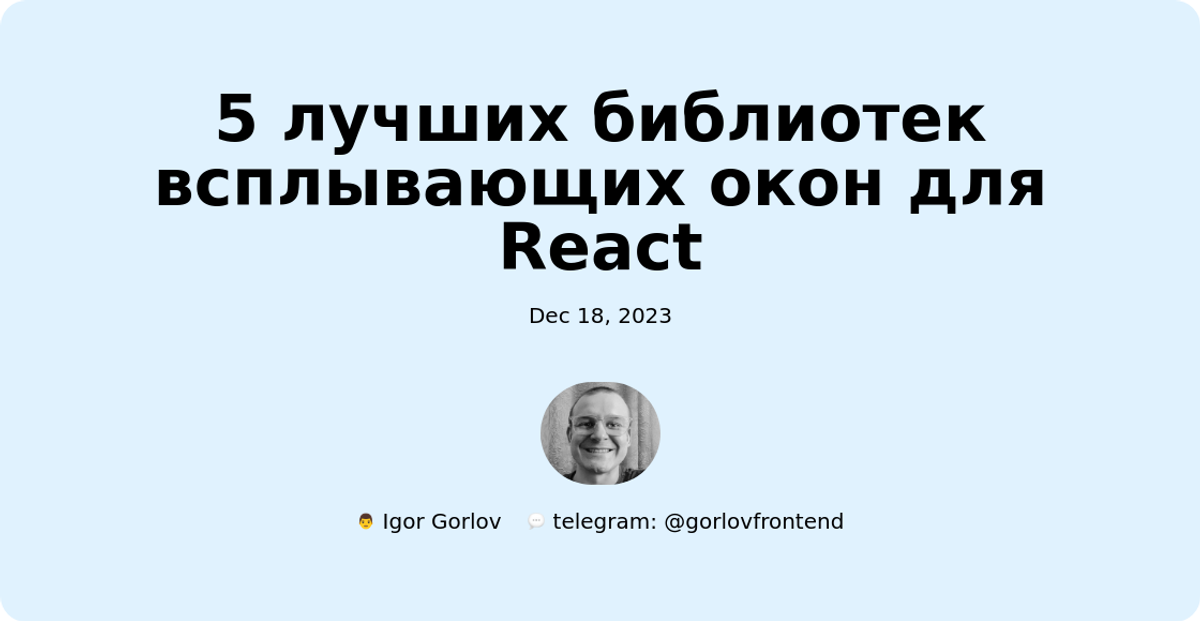 5 лучших библиотек
всплывающих окон для
React
Dec 18, 2023
👨 Igor Gorlov 💬 telegram: @gorlovfrontend